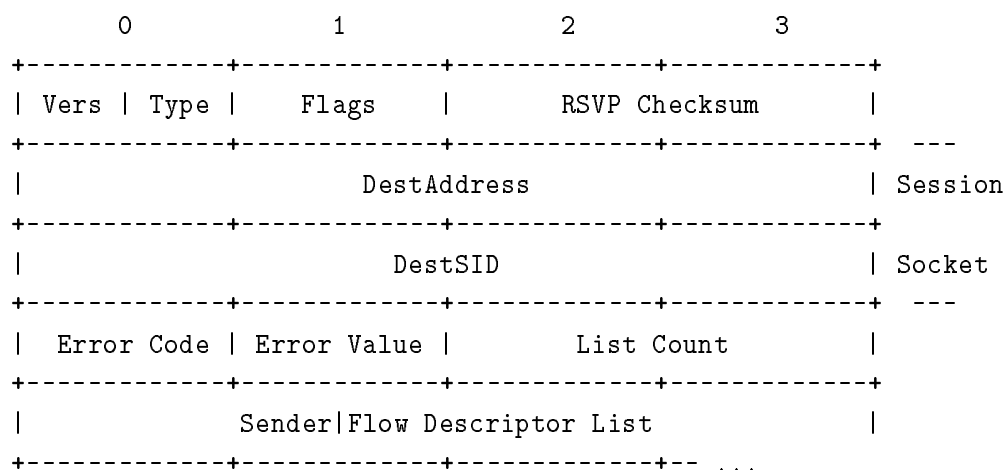 0             1              2             3
+-------------+-------------+-------------+-------------+
| Vers | Type |    Flags    |       RSVP Checksum       |
+-------------+-------------+-------------+-------------+  ---
|                      DestAddress                      | Session
+-------------+-------------+-------------+-------------+
|                        DestSID                        | Socket
+-------------+-------------+-------------+-------------+  ---
|  Error Code | Error Value |        List Count         |
+-------------+-------------+-------------+-------------+
|              Sender|Flow Descriptor List              |
+-------------+-------------+-------------+-- ...